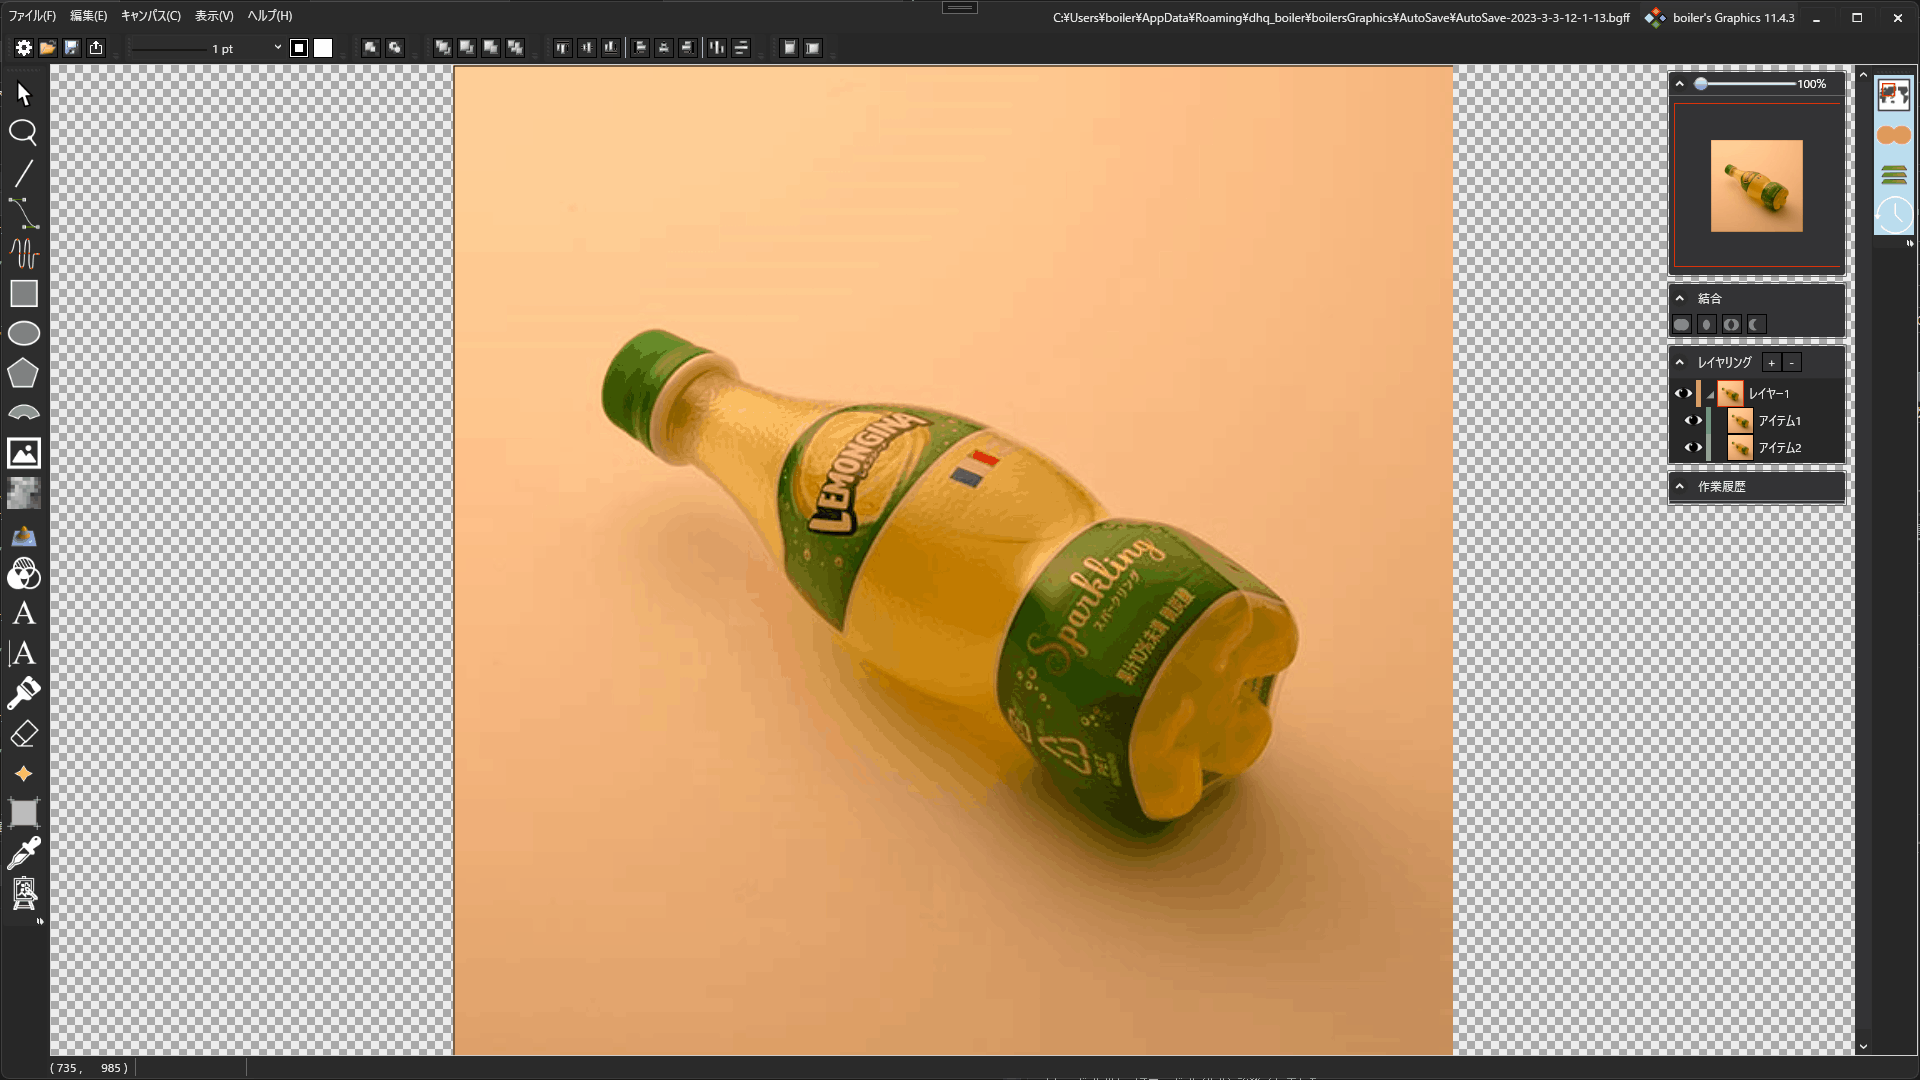 ファイル(F) 編集(E) キャンバス(C) 表示(V) ヘルプ(H)
C:¥Users¥boiler¥AppData¥Roaming¥dhq_boiler¥boilersGraphics¥AutoSave¥AutoSave-2023-3-3-12-1-13.bgff
boiler's Graphics 11.4.3
1 pt
100%
結合
レイヤリング + -
レイヤー1
アイテム1
アイテム2
作業履歴
A
A
LEMONGINA
Sparkling
スパークリング
果汁10%未満 微炭酸
(735, 985)